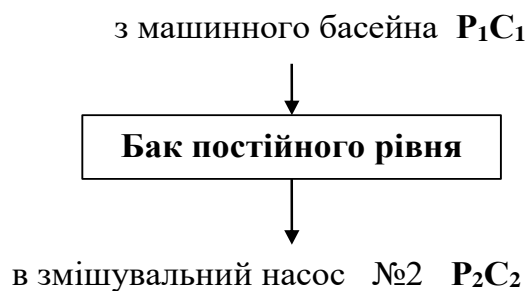 з машинного басейна P₁C₁
Бак постійного рівня
в змішувальний насос №2 P₂C₂